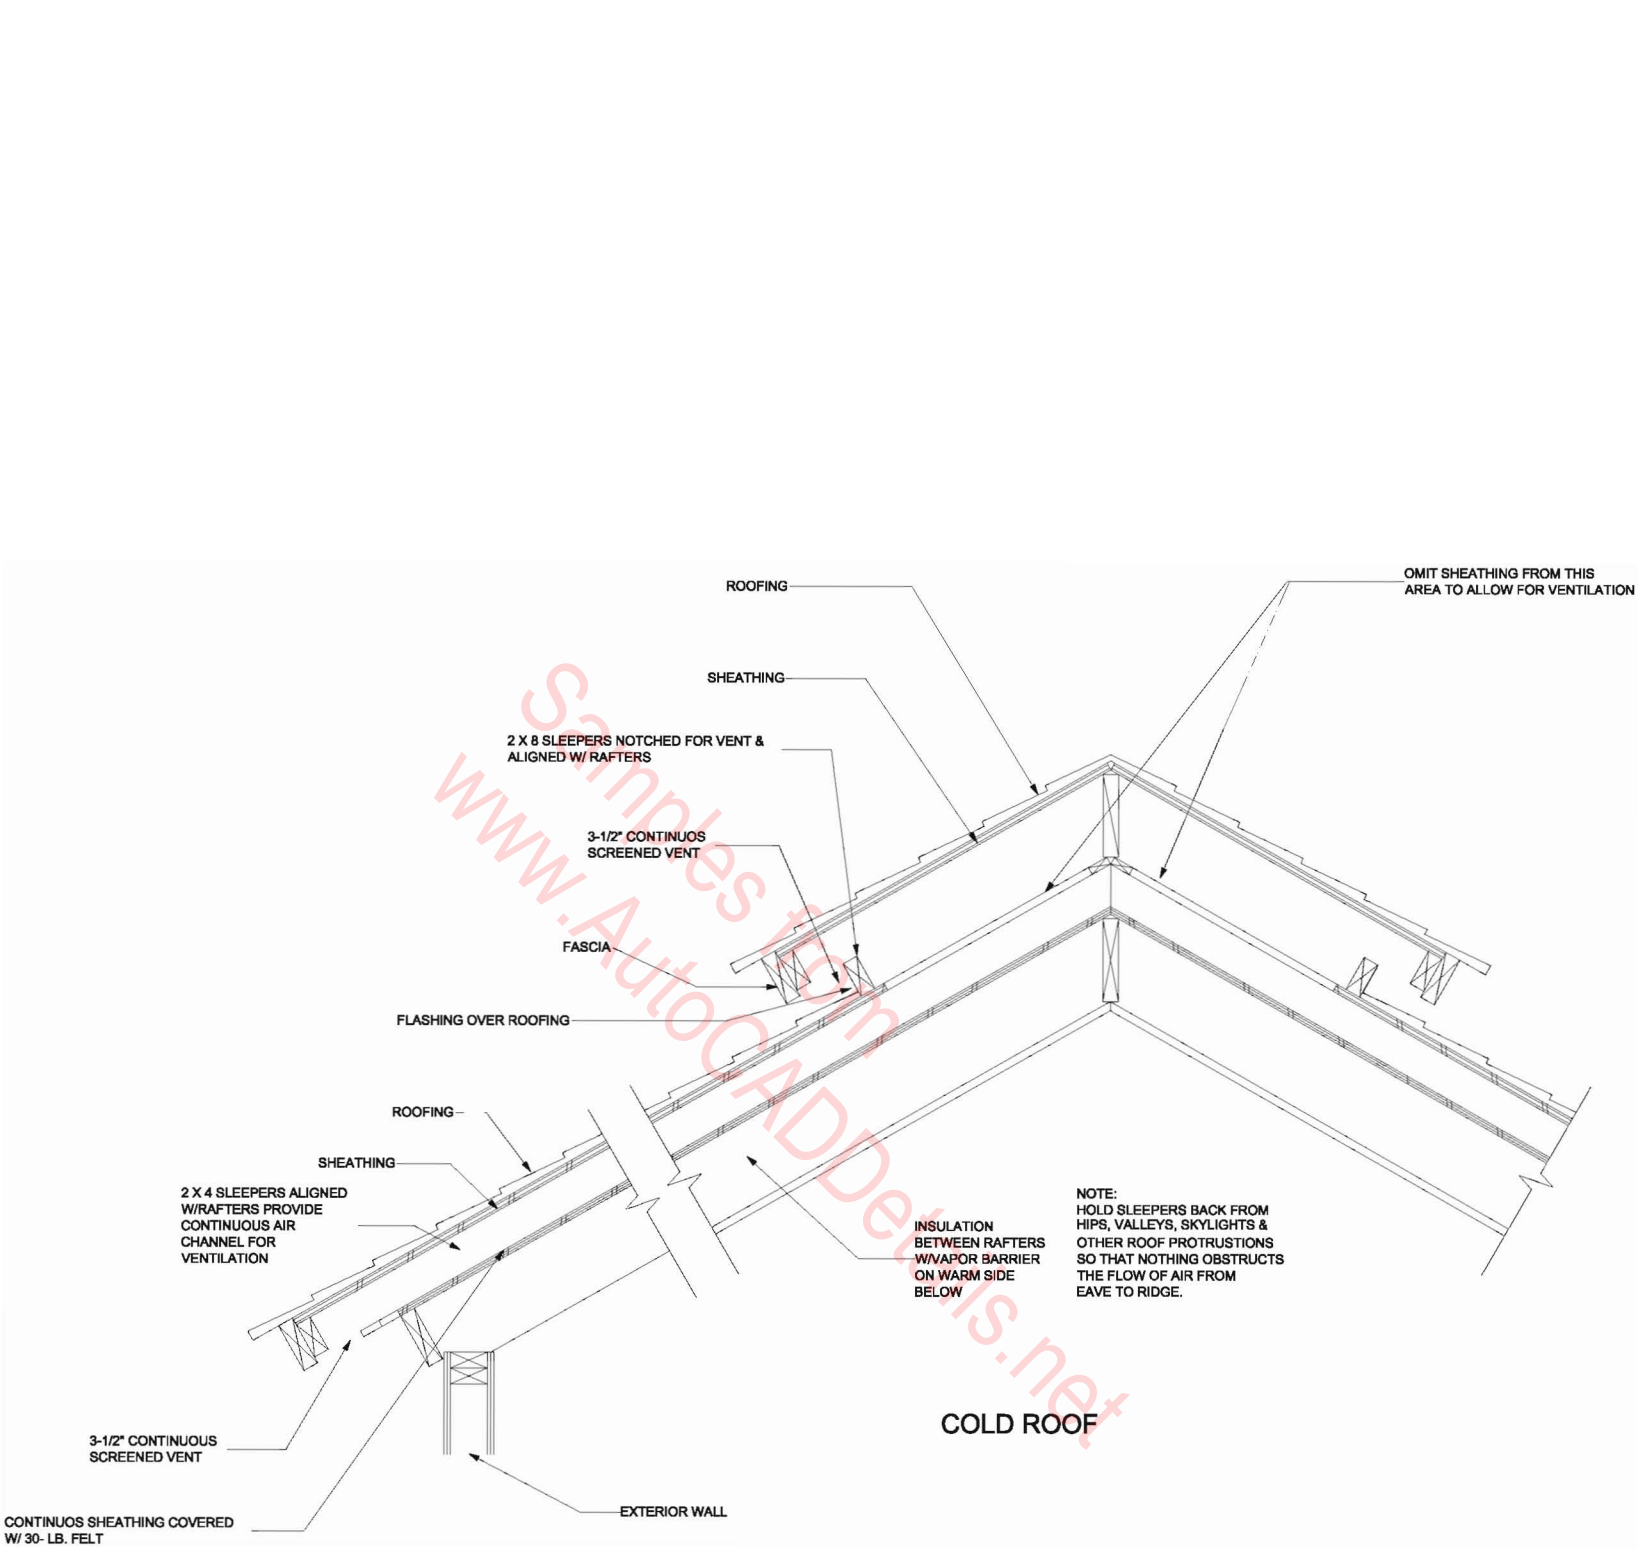 OMIT SHEATHING FROM THIS
AREA TO ALLOW FOR VENTILATION
ROOFING
SHEATHING
2 X 8 SLEEPERS NOTCHED FOR VENT &
ALIGNED W/ RAFTERS
3-1/2" CONTINUOS
SCREENED VENT
FASCIA
FLASHING OVER ROOFING
ROOFING
SHEATHING
2 X 4 SLEEPERS ALIGNED
W/RAFTERS PROVIDE
CONTINUOUS AIR
CHANNEL FOR
VENTILATION
INSULATION
BETWEEN RAFTERS
W/VAPOR BARRIER
ON WARM SIDE
BELOW
NOTE:
HOLD SLEEPERS BACK FROM
HIPS, VALLEYS, SKYLIGHTS &
OTHER ROOF PROTRUSTIONS
SO THAT NOTHING OBSTRUCTS
THE FLOW OF AIR FROM
EAVE TO RIDGE.
COLD ROOF
3-1/2" CONTINUOUS
SCREENED VENT
EXTERIOR WALL
CONTINUOS SHEATHING COVERED
W/ 30- LB. FELT
Samples from
www.AutoCADDetails.net